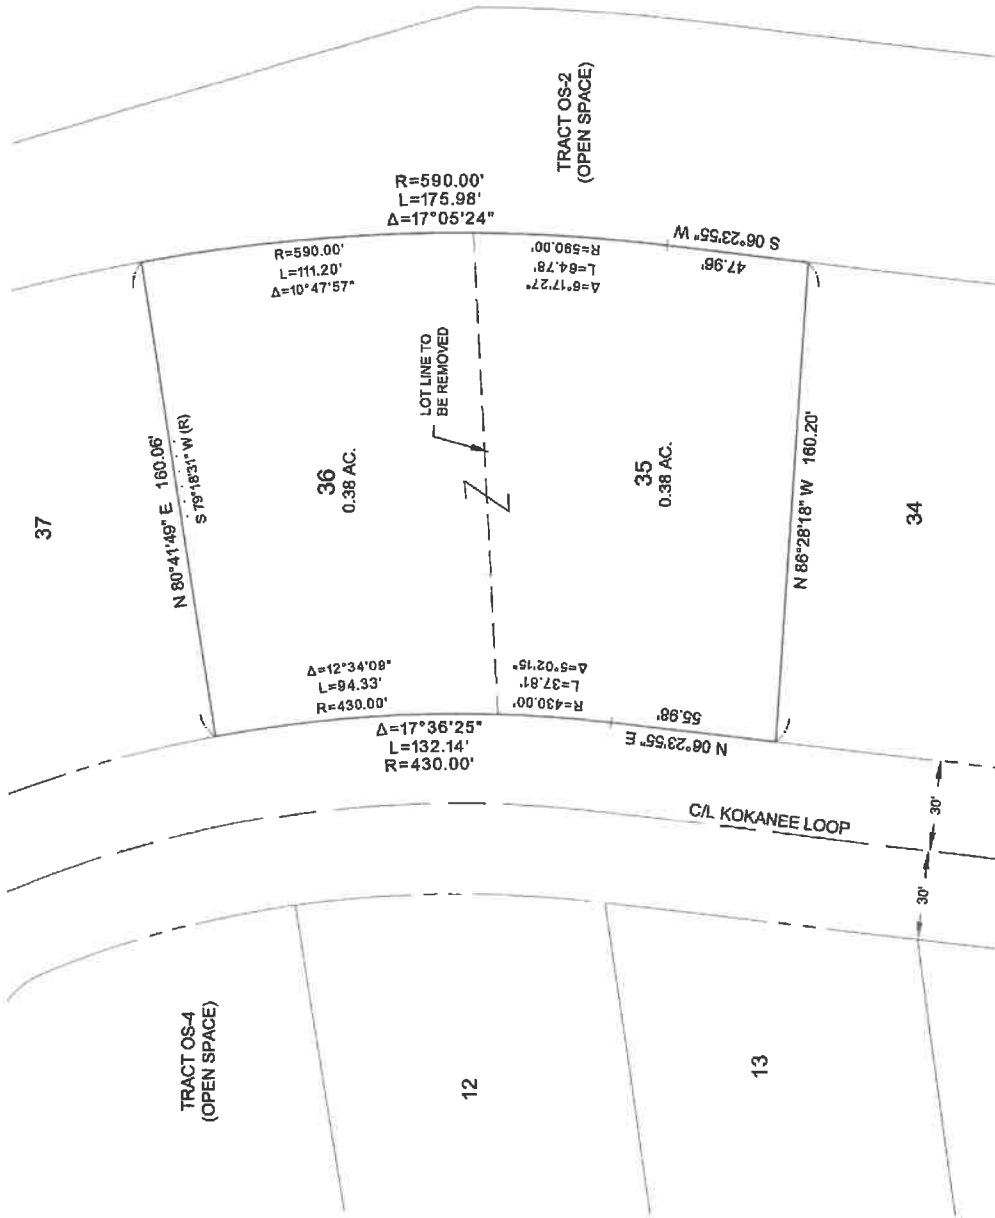 TRACT OS-2
(OPEN SPACE)
R=590.00'
L=175.98'
Δ=17°05'24"
R=590.00'
L=111.20'
Δ=10°47'57"
Δ=6°17'27"
L=64.78'
R=590.00'
S 06°23'55" W
47.96'
37
N 80°41'49" E 160.06'
S 79°18'31" W (R)
LOT LINE TO
BE REMOVED
36
0.38 AC.
35
0.38 AC.
N 86°28'18" W 160.20'
34
Δ=12°34'09"
L=94.33'
R=430.00'
Δ=5°02'15"
L=37.81'
R=430.00'
Δ=17°36'25"
L=132.14'
R=430.00'
55.98'
N 06°23'55" E
C/L KOKANEE LOOP
30'
30'
TRACT OS-4
(OPEN SPACE)
12
13